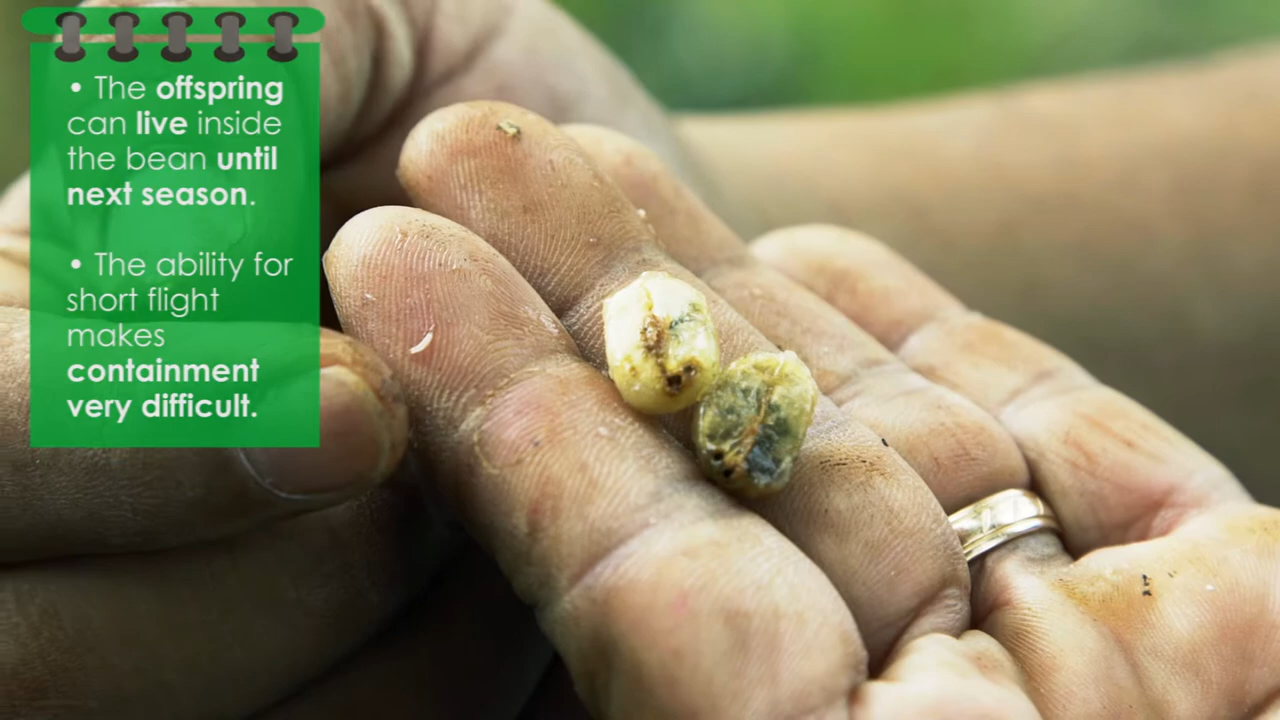 • The offspring
can live inside
the bean until
next season.
• The ability for
short flight
makes
containment
very difficult.